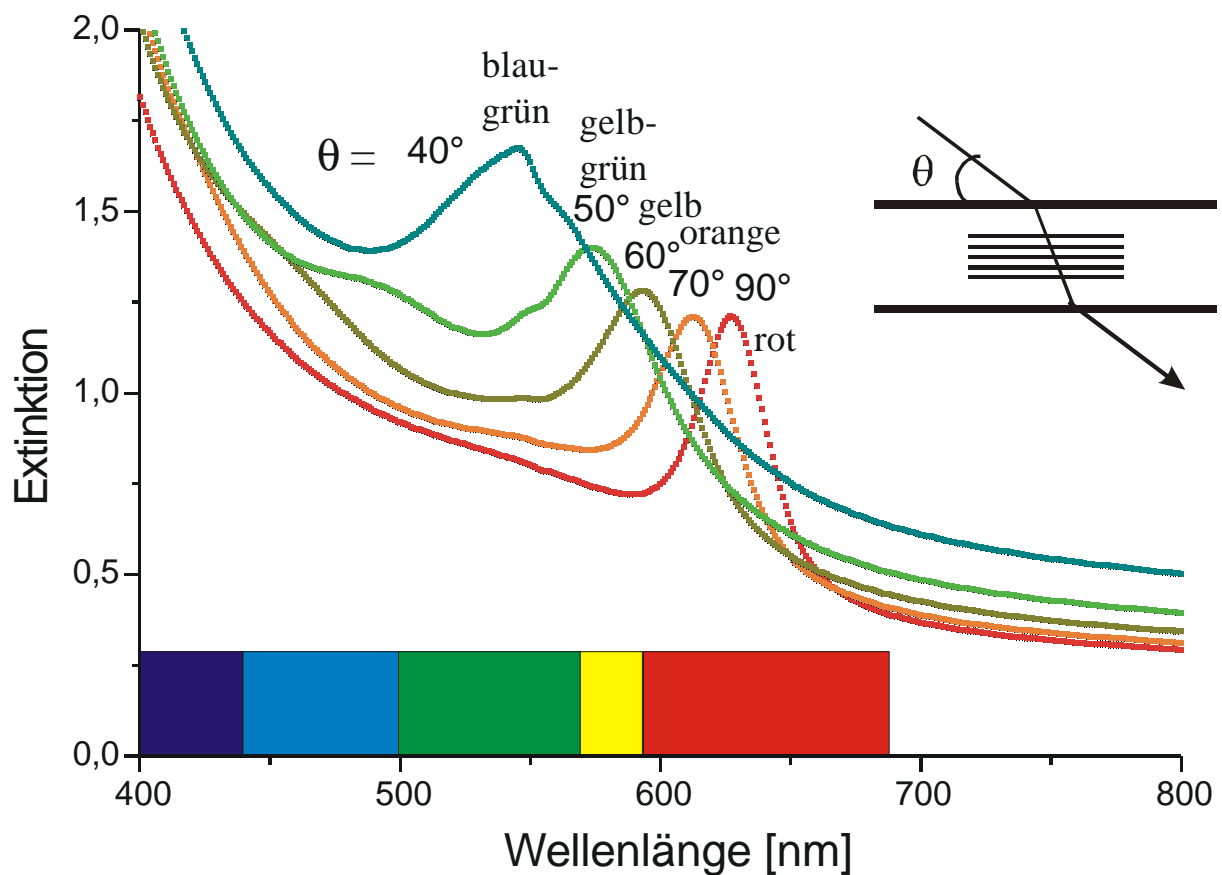 2,0
1,5
1,0
0,5
0,0
Extinktion
400
500
600
700
800
Wellenlänge [nm]
θ = 40°
blau-
grün
gelb-
grün
50°
gelb
60°
orange
70°
90°
rot
θ